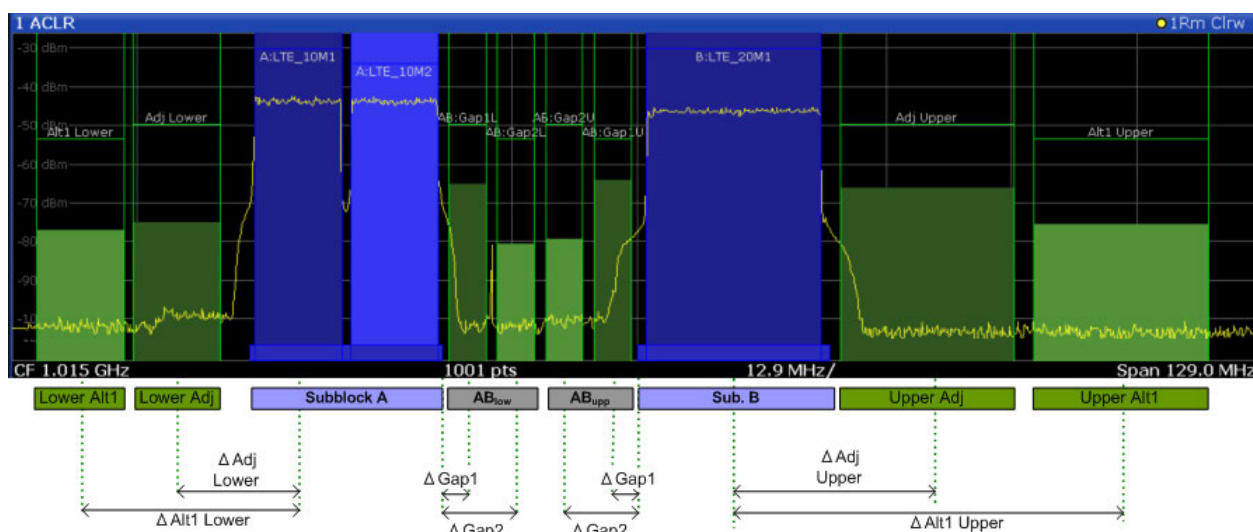 1 ACLR
1Rm Clrw
-30 dBm
A:LTE_10M1
B:LTE_20M1
A:LTE_10M2
-40 dBm
-50 dBm
Alt1 Lower
Adj Lower
AB:Gap1L
AB:Gap2L
AB:Gap2U
AB:Gap1U
Adj Upper
Alt1 Upper
-60 dBm
-70 dBm
-80
-90
-10
CF 1.015 GHz 1001 pts 12.9 MHz/ Span 129.0 MHz
Lower Alt1 Lower Adj Subblock A ABlow ABupp Sub. B Upper Adj Upper Alt1
Δ Adj
Lower
Δ Gap1
Δ Gap1
Δ Adj
Upper
Δ Alt1 Lower
Δ Gap2
Δ Gap2
Δ Alt1 Upper